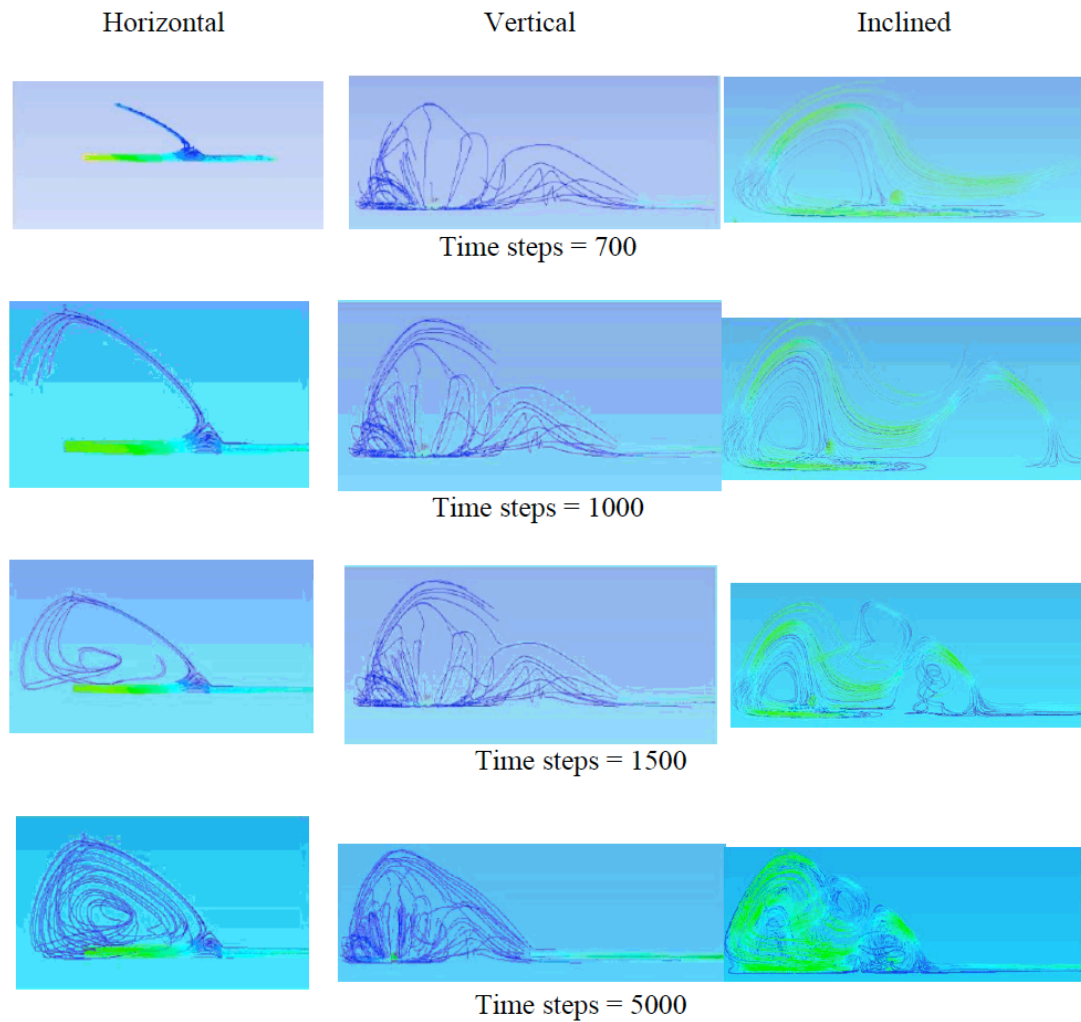 Horizontal Vertical Inclined
Time steps = 700
Time steps = 1000
Time steps = 1500
Time steps = 5000